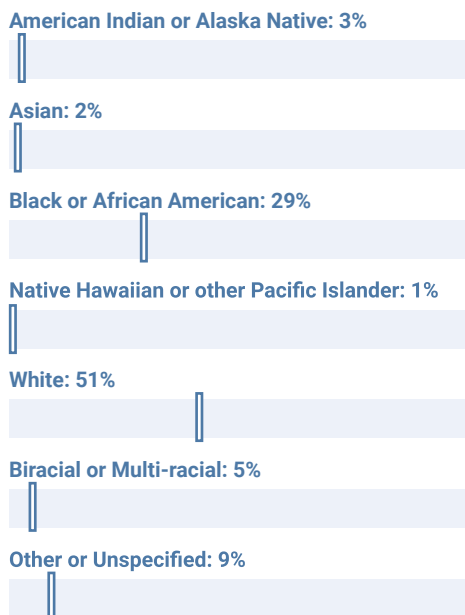 American Indian or Alaska Native: 3%
Asian: 2%
Black or African American: 29%
Native Hawaiian or other Pacific Islander: 1%
White: 51%
Biracial or Multi-racial: 5%
Other or Unspecified: 9%